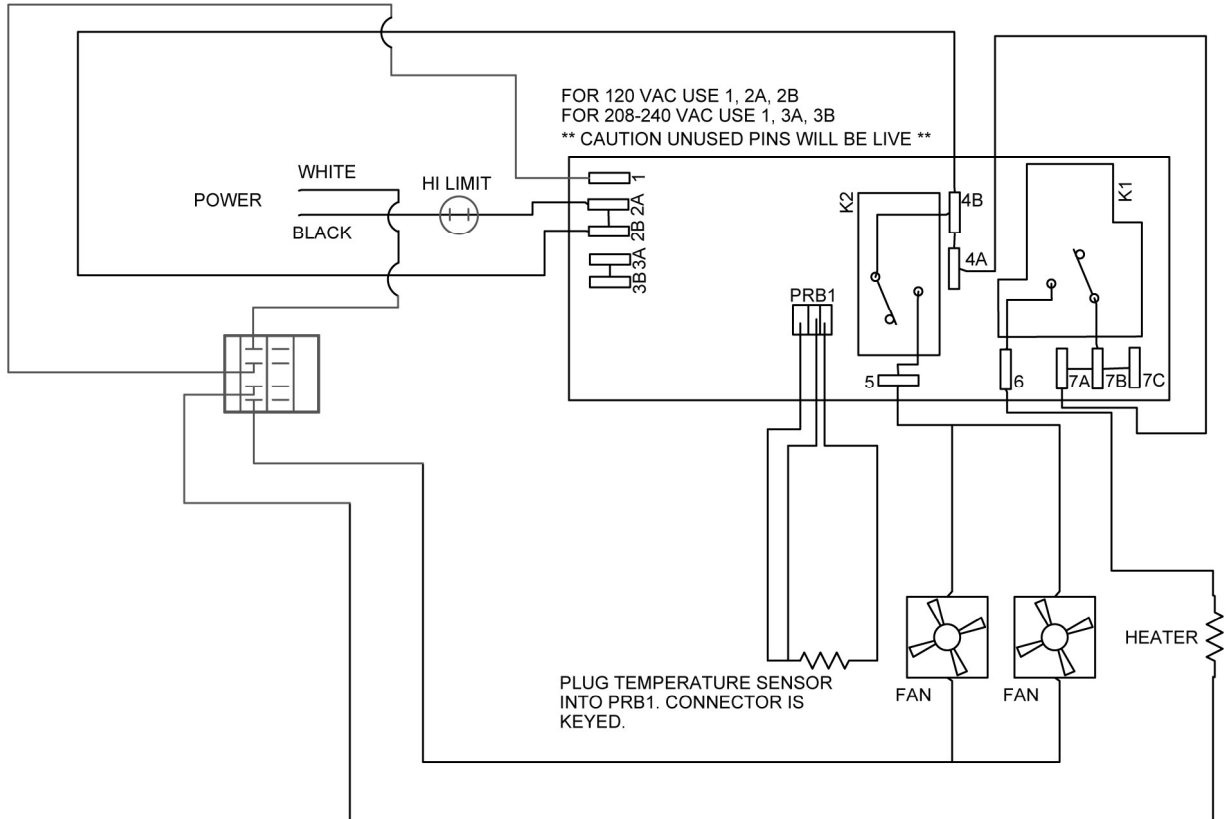 FOR 120 VAC USE 1, 2A, 2B
FOR 208-240 VAC USE 1, 3A, 3B
** CAUTION UNUSED PINS WILL BE LIVE **
WHITE
HI LIMIT
POWER
BLACK
1
2A
2B
3A
3B
K2
4B
4A
K1
PRB1
5
6
7A
7B
7C
HEATER
PLUG TEMPERATURE SENSOR
INTO PRB1. CONNECTOR IS
KEYED.
FAN
FAN